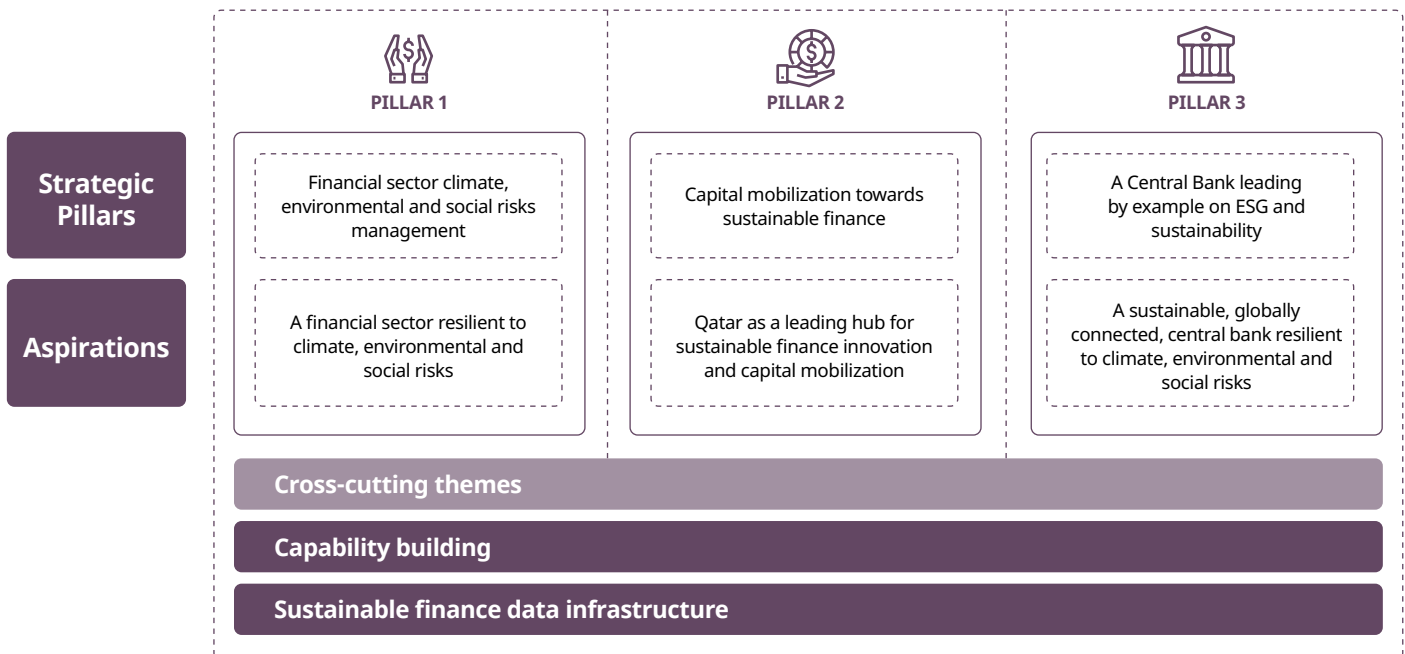 PILLAR 1
PILLAR 2
PILLAR 3
Strategic
Pillars
Financial sector climate,
environmental and social risks
management
Capital mobilization towards
sustainable finance
A Central Bank leading
by example on ESG and
sustainability
Aspirations
A financial sector resilient to
climate, environmental and
social risks
Qatar as a leading hub for
sustainable finance innovation
and capital mobilization
A sustainable, globally
connected, central bank resilient
to climate, environmental and
social risks
Cross-cutting themes
Capability building
Sustainable finance data infrastructure